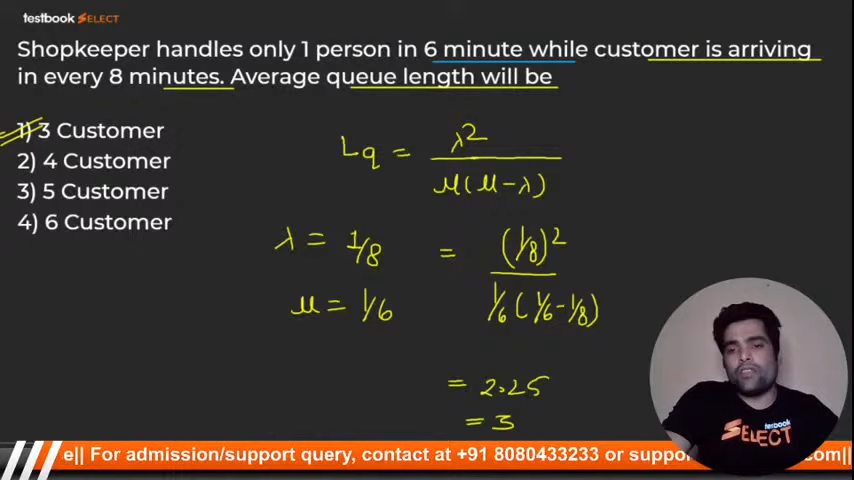 testbook SELECT
Shopkeeper handles only 1 person in 6 minute while customer is arriving
in every 8 minutes. Average queue length will be
1) 3 Customer
2) 4 Customer
3) 5 Customer
4) 6 Customer
Lq = λ² / μ(μ-λ)
λ = 1/8
μ = 1/6
= (1/8)² / 1/6(1/6-1/8)
= 2.25
= 3
testbook
SELECT
e|| For admission/support query, contact at +91 8080433233 or suppo com||